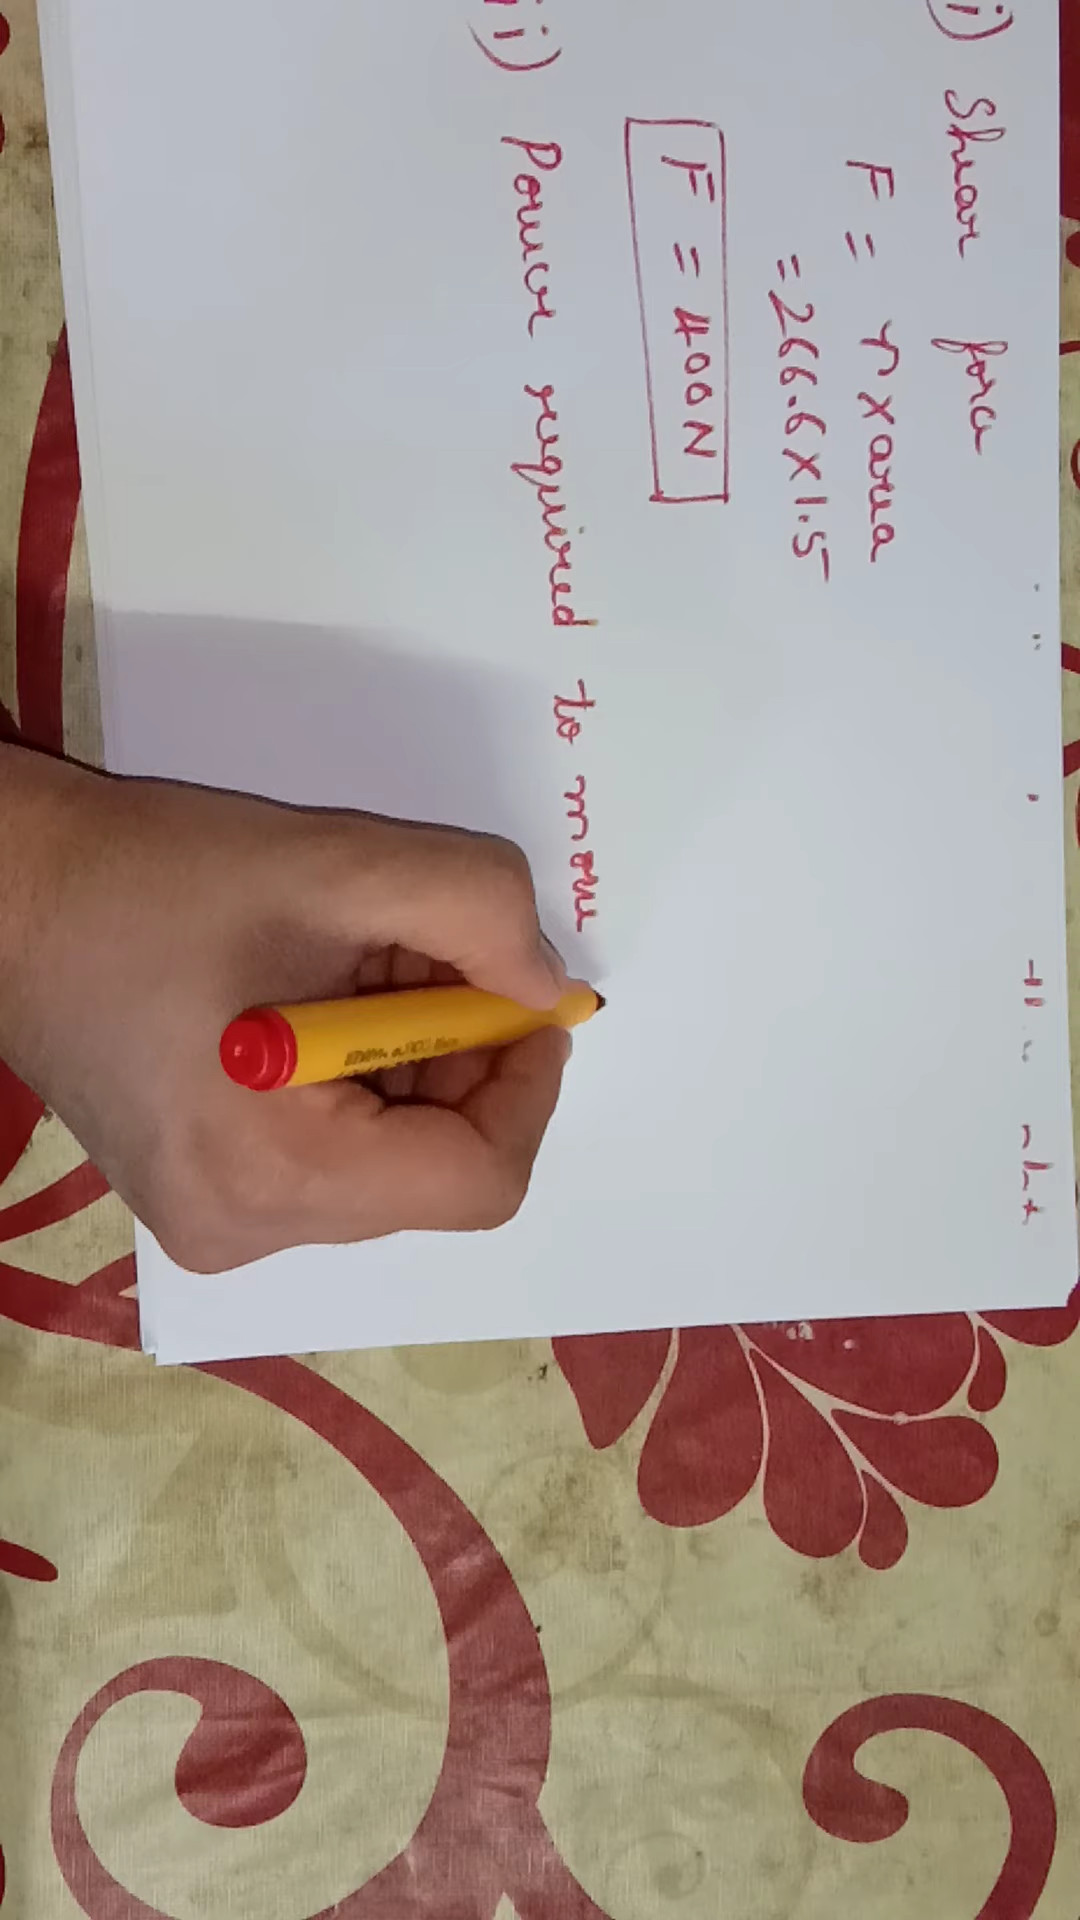 i) Shear force
F = τ × area
= 266.6 × 1.5
F = 400N
ii) Power required to move